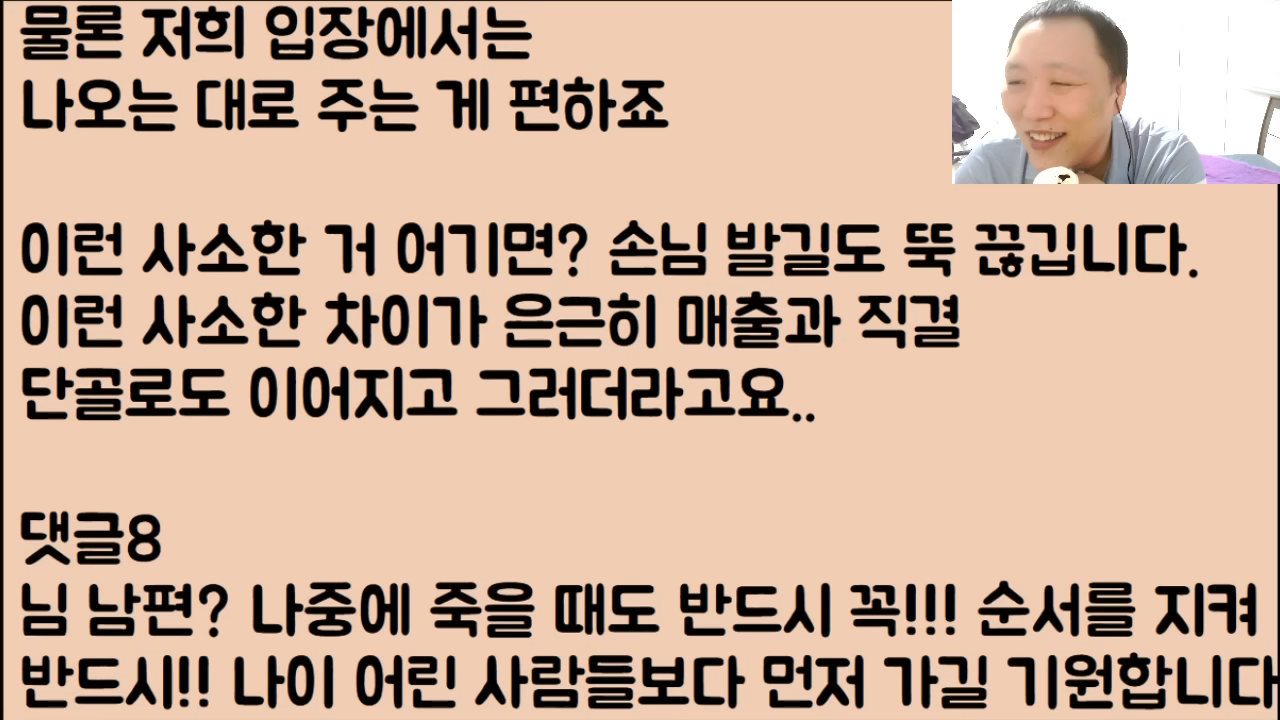 물론 저희 입장에서는
나오는 대로 주는 게 편하죠
이런 사소한 거 어기면? 손님 발길도 뚝 끊깁니다.
이런 사소한 차이가 은근히 매출과 직결
단골로도 이어지고 그러더라고요..
댓글8
님 남편? 나중에 죽을 때도 반드시 꼭!!! 순서를 지켜
반드시!! 나이 어린 사람들보다 먼저 가길 기원합니다